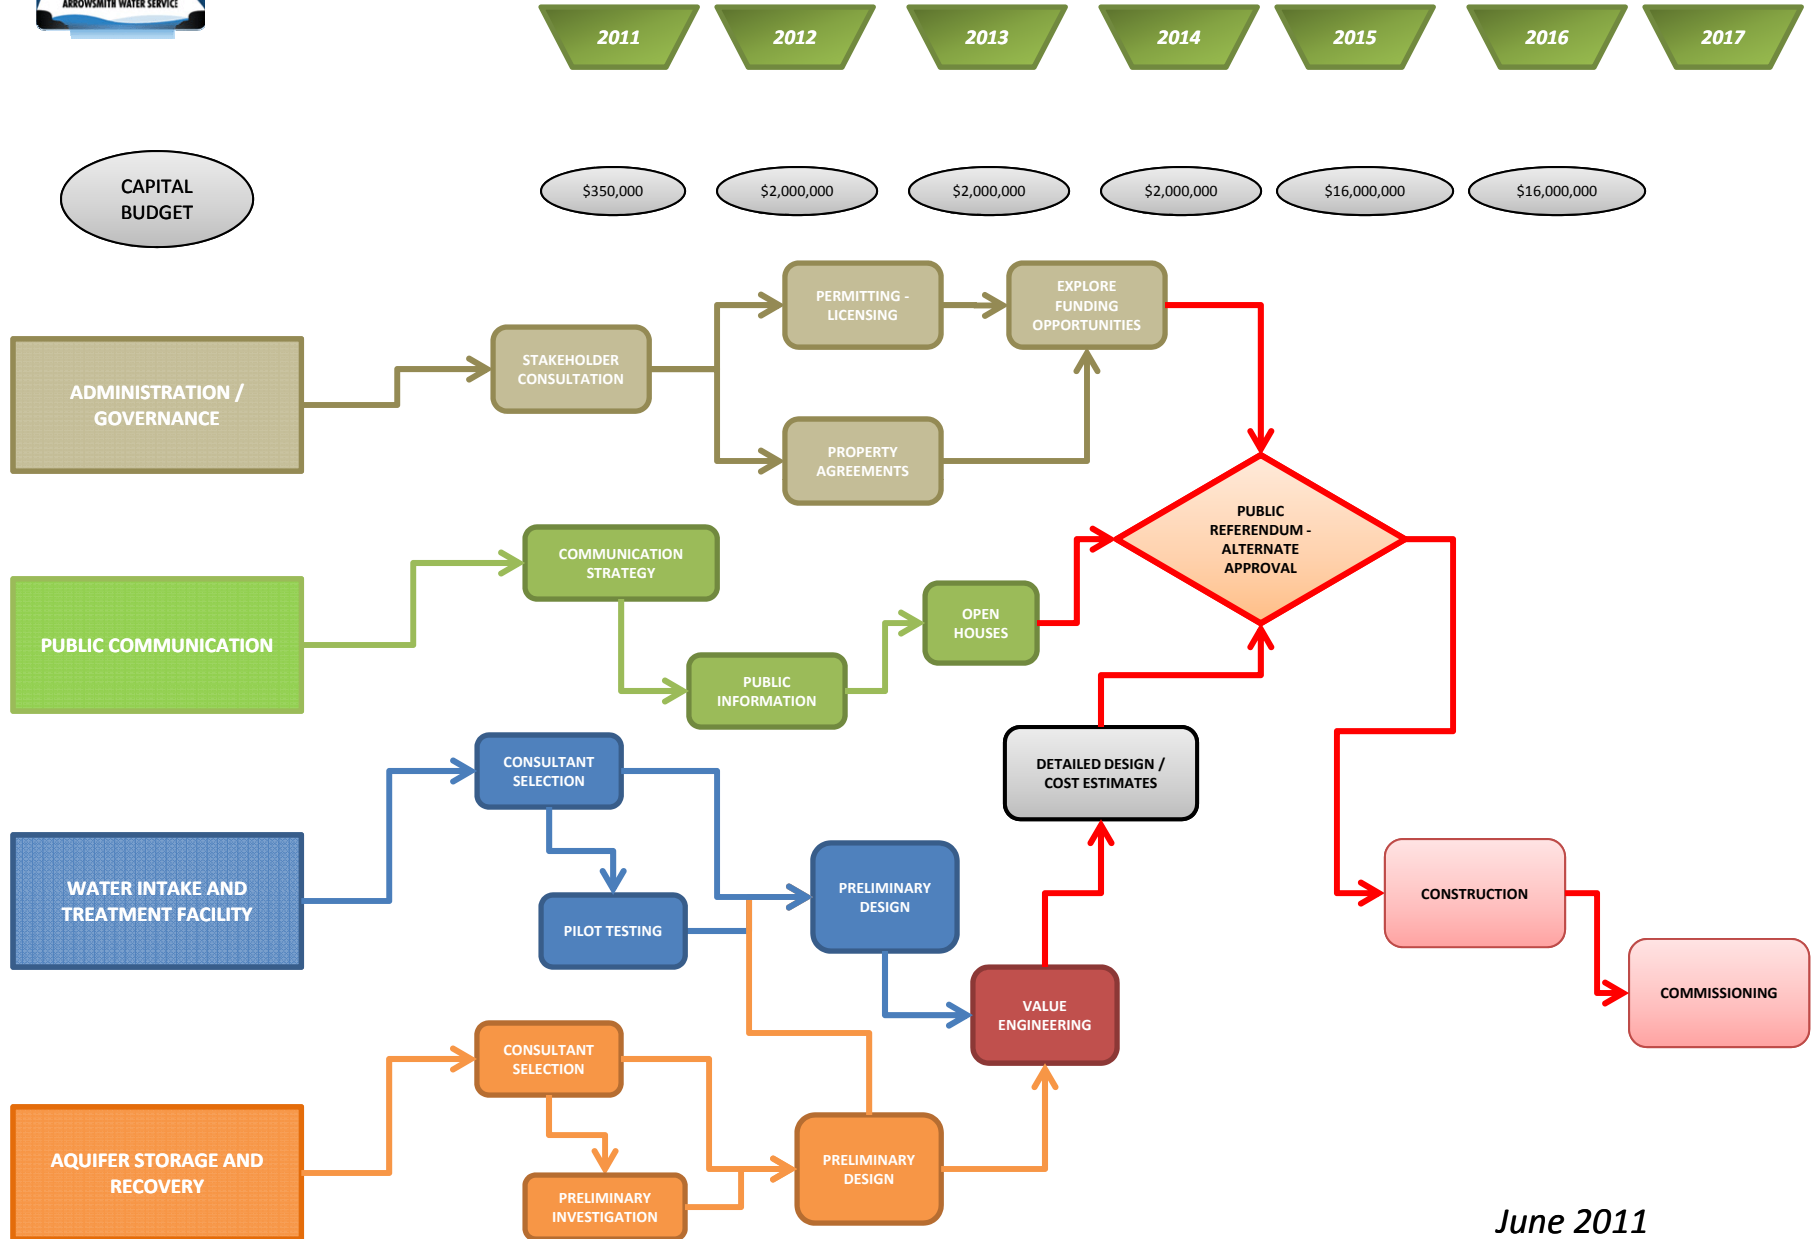 ARROWSMITH WATER SERVICE
2011
2012
2013
2014
2015
2016
2017
CAPITAL
BUDGET
$350,000
$2,000,000
$2,000,000
$2,000,000
$16,000,000
$16,000,000
ADMINISTRATION /
GOVERNANCE
STAKEHOLDER
CONSULTATION
PERMITTING -
LICENSING
EXPLORE
FUNDING
OPPORTUNITIES
PROPERTY
AGREEMENTS
PUBLIC
REFERENDUM -
ALTERNATE
APPROVAL
PUBLIC COMMUNICATION
COMMUNICATION
STRATEGY
PUBLIC
INFORMATION
OPEN
HOUSES
WATER INTAKE AND
TREATMENT FACILITY
CONSULTANT
SELECTION
PILOT TESTING
PRELIMINARY
DESIGN
DETAILED DESIGN /
COST ESTIMATES
VALUE
ENGINEERING
CONSTRUCTION
COMMISSIONING
AQUIFER STORAGE AND
RECOVERY
CONSULTANT
SELECTION
PRELIMINARY
INVESTIGATION
PRELIMINARY
DESIGN
June 2011